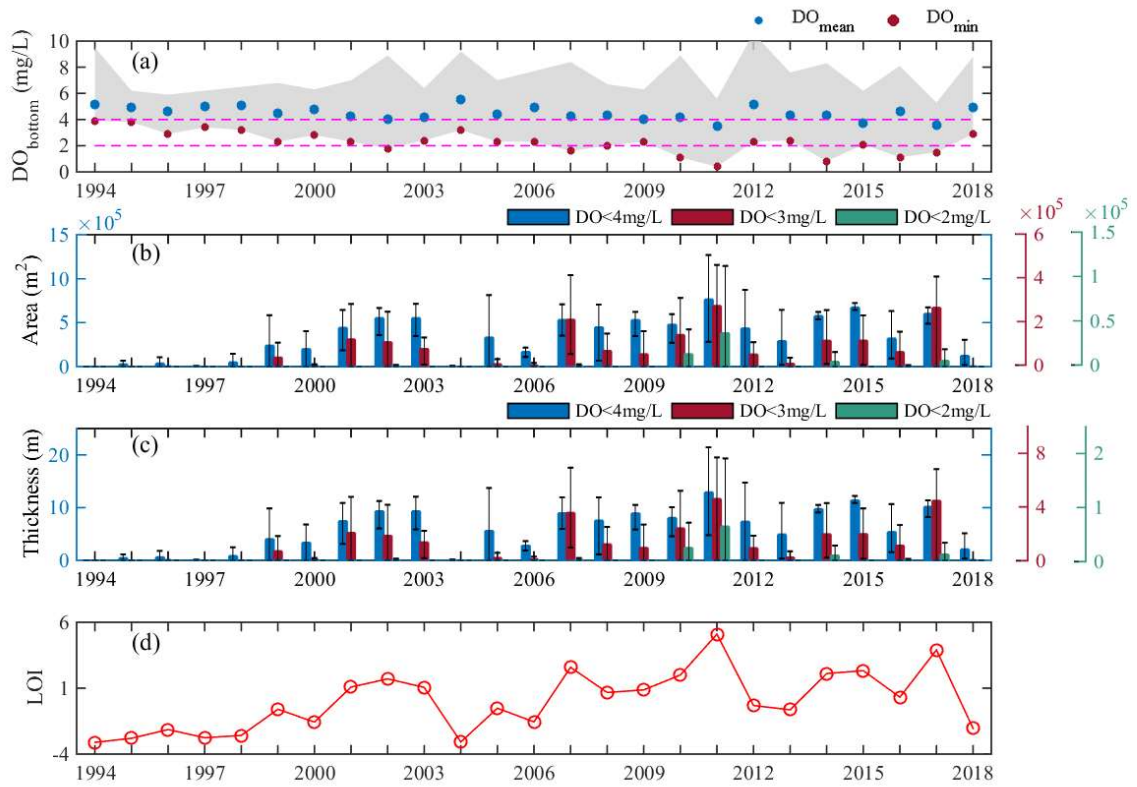 DO_mean DO_min
(a)
DO_bottom (mg/L)
10
8
6
4
2
0
1994 1997 2000 2003 2006 2009 2012 2015 2018
×10^5 DO<4mg/L DO<3mg/L DO<2mg/L ×10^5 ×10^5
(b)
Area (m^2)
15 6 1.5
10 4 1
5 2 0.5
0 0 0
1994 1997 2000 2003 2006 2009 2012 2015 2018
DO<4mg/L DO<3mg/L DO<2mg/L
(c)
Thickness (m)
20 8 2
10 4 1
0 0 0
1994 1997 2000 2003 2006 2009 2012 2015 2018
(d)
LOI
6
1
-4
1994 1997 2000 2003 2006 2009 2012 2015 2018